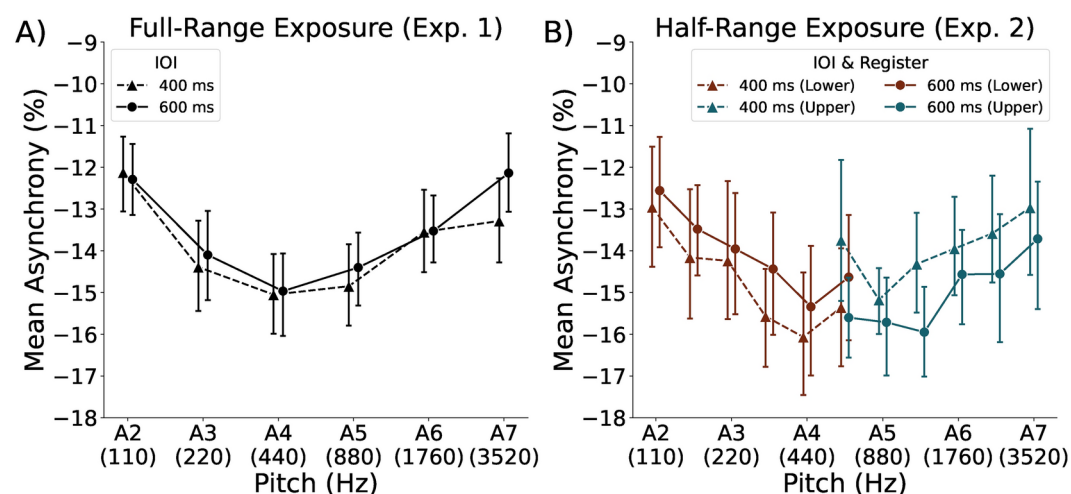 A)
Full-Range Exposure (Exp. 1)
Mean Asynchrony (%)
−9
−10
−11
−12
−13
−14
−15
−16
−17
−18
IOI
400 ms
600 ms
A2 A3 A4 A5 A6 A7
(110) (220) (440) (880) (1760) (3520)
Pitch (Hz)
B)
Half-Range Exposure (Exp. 2)
Mean Asynchrony (%)
−9
−10
−11
−12
−13
−14
−15
−16
−17
−18
IOI & Register
400 ms (Lower) 600 ms (Lower)
400 ms (Upper) 600 ms (Upper)
A2 A3 A4 A5 A6 A7
(110) (220) (440) (880) (1760) (3520)
Pitch (Hz)